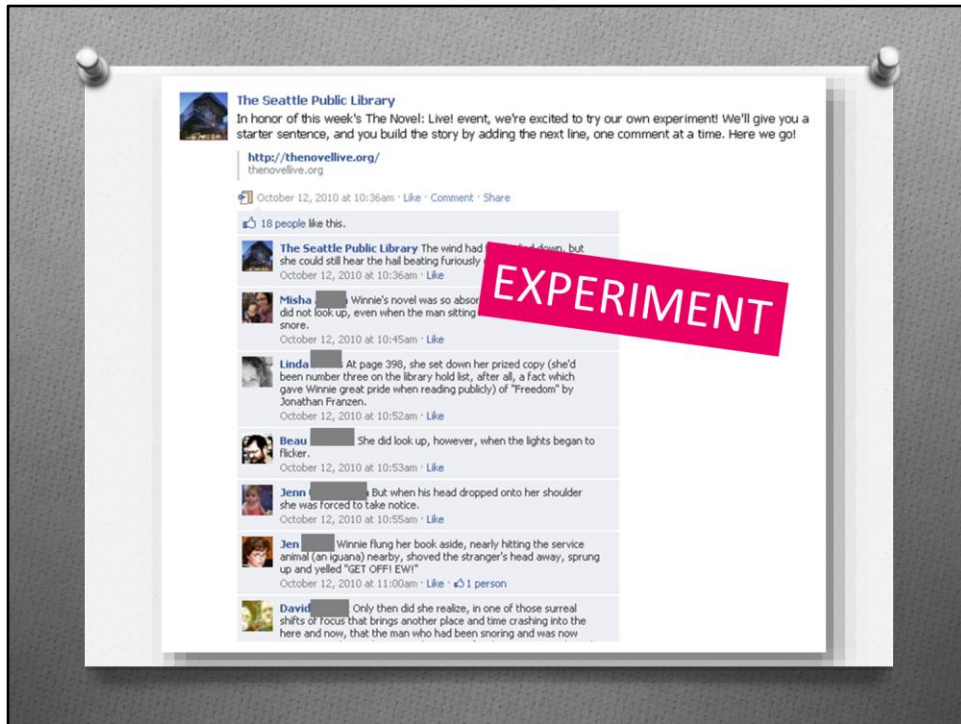 The Seattle Public Library
In honor of this week's The Novel: Live! event, we're excited to try our own experiment! We'll give you a
starter sentence, and you build the story by adding the next line, one comment at a time. Here we go!
http://thenovellive.org/
thenovellive.org
October 12, 2010 at 10:36am · Like · Comment · Share
18 people like this.
The Seattle Public Library The wind had down, but
she could still hear the hail beating furiously
October 12, 2010 at 10:36am · Like
EXPERIMENT
Misha Winnie's novel was so
did not look up, even when the man sitting
snore.
October 12, 2010 at 10:45am · Like
Linda At page 398, she set down her prized copy (she'd
been number three on the library hold list, after all, a fact which
gave Winnie great pride when reading publicly) of "Freedom" by
Jonathan Franzen.
October 12, 2010 at 10:52am · Like
Beau She did look up, however, when the lights began to
flicker.
October 12, 2010 at 10:53am · Like
Jenn But when his head dropped onto her shoulder
she was forced to take notice.
October 12, 2010 at 10:55am · Like
Jen Winnie flung her book aside, nearly hitting the service
animal (an iguana) nearby, shoved the stranger's head away, sprung
up and yelled "GET OFF! EW!"
October 12, 2010 at 11:00am · Like · 1 person
David Only then did she realize, in one of those surreal
shifts of focus that brings another place and time crashing into the
here and now, that the man who had been snoring and was now